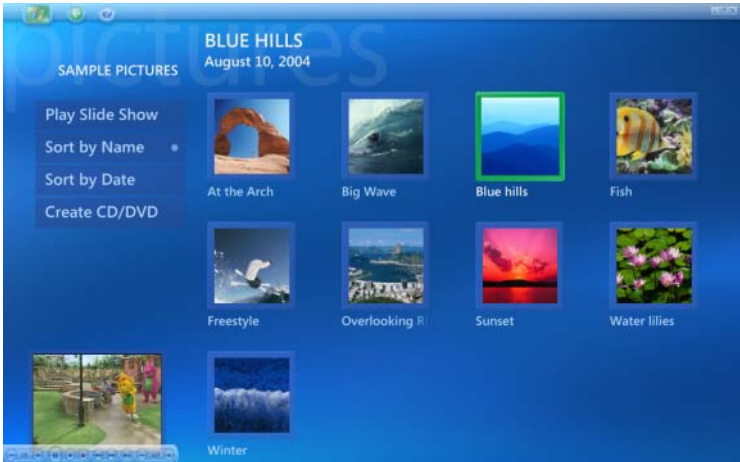 pictures
SAMPLE PICTURES
BLUE HILLS
August 10, 2004
Play Slide Show
Sort by Name
Sort by Date
Create CD/DVD
At the Arch
Big Wave
Blue hills
Fish
Freestyle
Overlooking R
Sunset
Water lilies
Winter